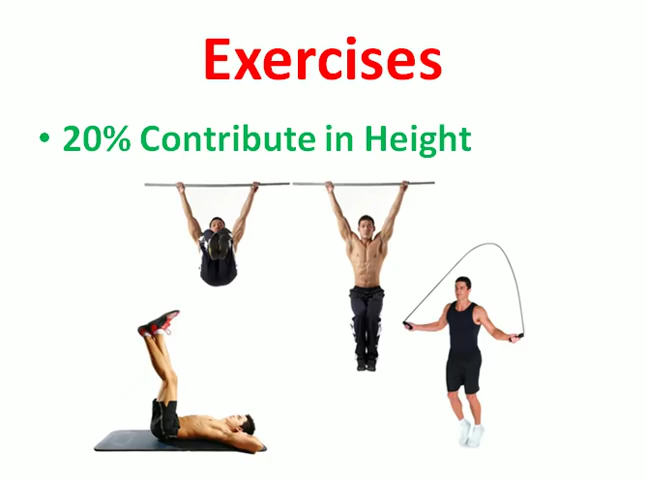 Exercises
• 20% Contribute in Height